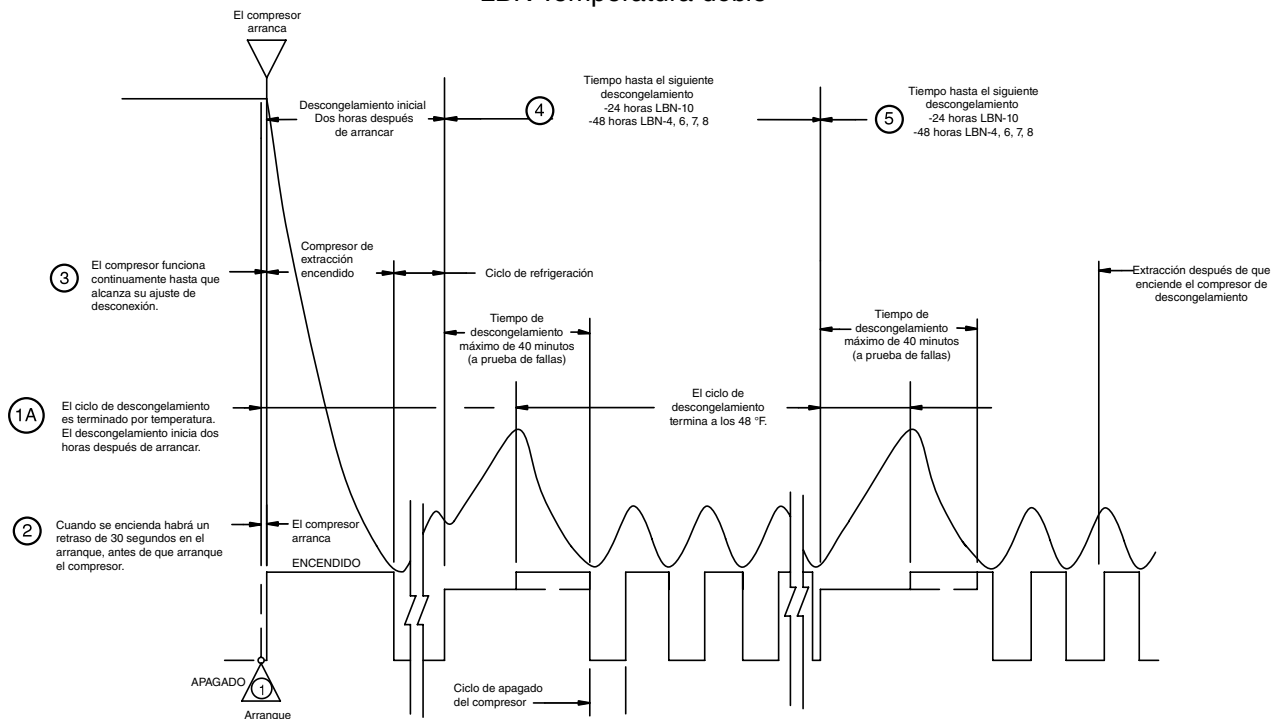 LBN Temperatura doble
El compresor
arranca
Descongelamiento inicial
Dos horas después
de arrancar
4
Tiempo hasta el siguiente
descongelamiento
-24 horas LBN-10
-48 horas LBN-4, 6, 7, 8
5
Tiempo hasta el siguiente
descongelamiento
-24 horas LBN-10
-48 horas LBN-4, 6, 7, 8
3
El compresor funciona
continuamente hasta que
alcanza su ajuste de
desconexión.
Compresor de
extracción
encendido
Ciclo de refrigeración
Extracción después de que
enciende el compresor de
descongelamiento
Tiempo de
descongelamiento
máximo de 40 minutos
(a prueba de fallas)
Tiempo de
descongelamiento
máximo de 40 minutos
(a prueba de fallas)
1A
El ciclo de descongelamiento
es terminado por temperatura.
El descongelamiento inicia dos
horas después de arrancar.
El ciclo de
descongelamiento
termina a los 48 °F.
2
Cuando se encienda habrá un
retraso de 30 segundos en el
arranque, antes de que arranque
el compresor.
El compresor
arranca
ENCENDIDO
APAGADO
1
Arranque
Ciclo de apagado
del compresor